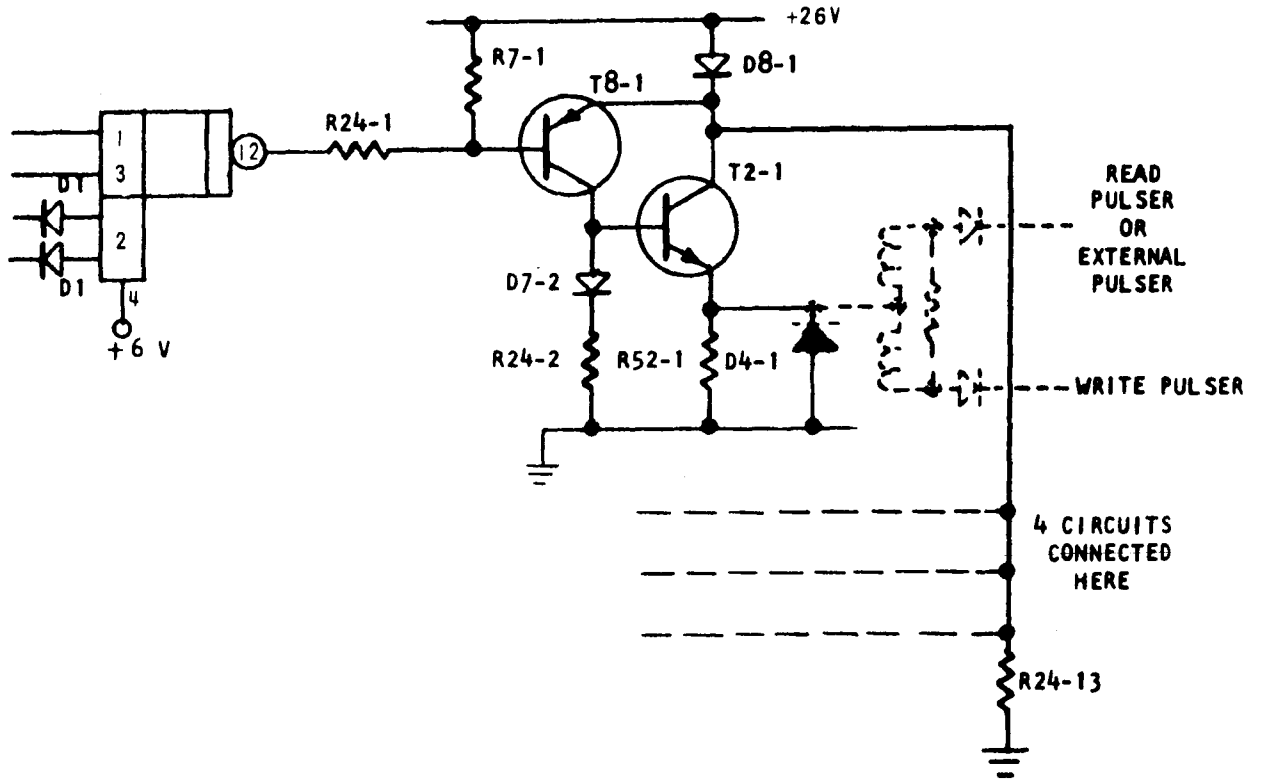 +26V
R7-1
D8-1
T8-1
R24-1
1
12
3
T2-1
D1
2
D1
4
+6 V
READ
PULSER
OR
EXTERNAL
PULSER
D7-2
R24-2
R52-1
D4-1
WRITE PULSER
4 CIRCUITS
CONNECTED
HERE
R24-13